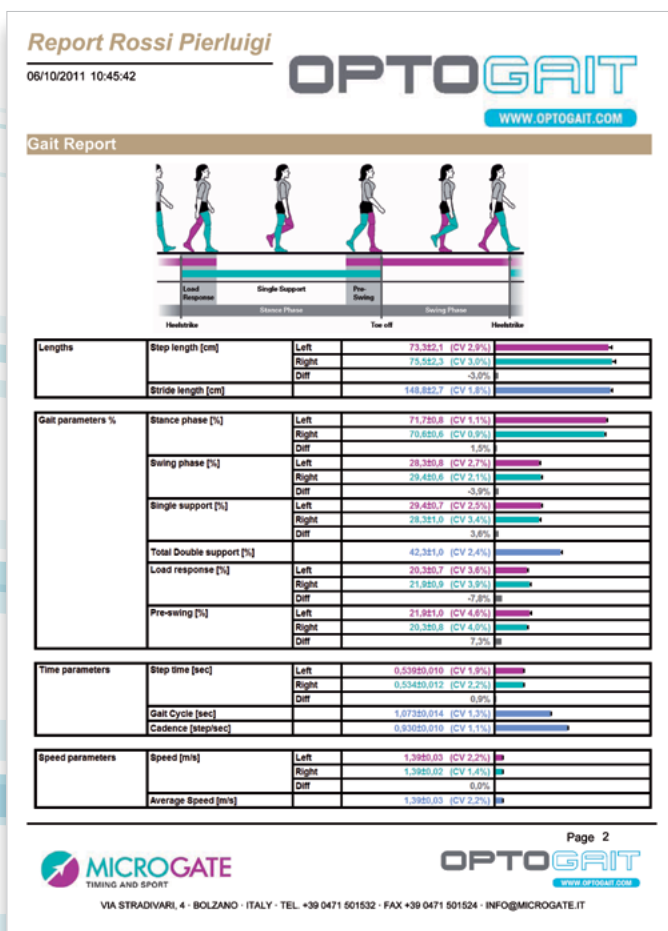 Report Rossi Pierluigi
06/10/2011 10:45:42
OPTOGAIT
WWW.OPTOGAIT.COM
Gait Report
Load Response
Single Support
Pre-Swing
Stance Phase
Swing Phase
Heelstrike
Toe off
Heelstrike
Lengths Step length [cm] Left 73,3±2,1 (CV 2,9%)
Right 75,5±2,3 (CV 3,0%)
Diff -3,0%
Stride length [cm] 148,8±2,7 (CV 1,8%)
Gait parameters % Stance phase [%] Left 71,7±0,8 (CV 1,1%)
Right 70,6±0,6 (CV 0,9%)
Diff 1,5%
Swing phase [%] Left 28,3±0,8 (CV 2,7%)
Right 29,4±0,6 (CV 2,1%)
Diff -3,9%
Single support [%] Left 29,4±0,7 (CV 2,5%)
Right 28,3±1,0 (CV 3,4%)
Diff 3,6%
Total Double support [%] 42,3±1,0 (CV 2,4%)
Load response [%] Left 20,3±0,7 (CV 3,6%)
Right 21,9±0,9 (CV 3,9%)
Diff -7,8%
Pre-swing [%] Left 21,9±1,0 (CV 4,6%)
Right 20,3±0,8 (CV 4,0%)
Diff 7,3%
Time parameters Step time [sec] Left 0,539±0,010 (CV 1,9%)
Right 0,534±0,012 (CV 2,2%)
Diff 0,9%
Gait Cycle [sec] 1,073±0,014 (CV 1,3%)
Cadence [step/sec] 0,930±0,010 (CV 1,1%)
Speed parameters Speed [m/s] Left 1,39±0,03 (CV 2,2%)
Right 1,39±0,02 (CV 1,4%)
Diff 0,0%
Average Speed [m/s] 1,39±0,03 (CV 2,2%)
Page 2
MICROGATE
TIMING AND SPORT
OPTOGAIT
WWW.OPTOGAIT.COM
VIA STRADIVARI, 4 · BOLZANO · ITALY · TEL. +39 0471 501532 · FAX +39 0471 501524 · INFO@MICROGATE.IT